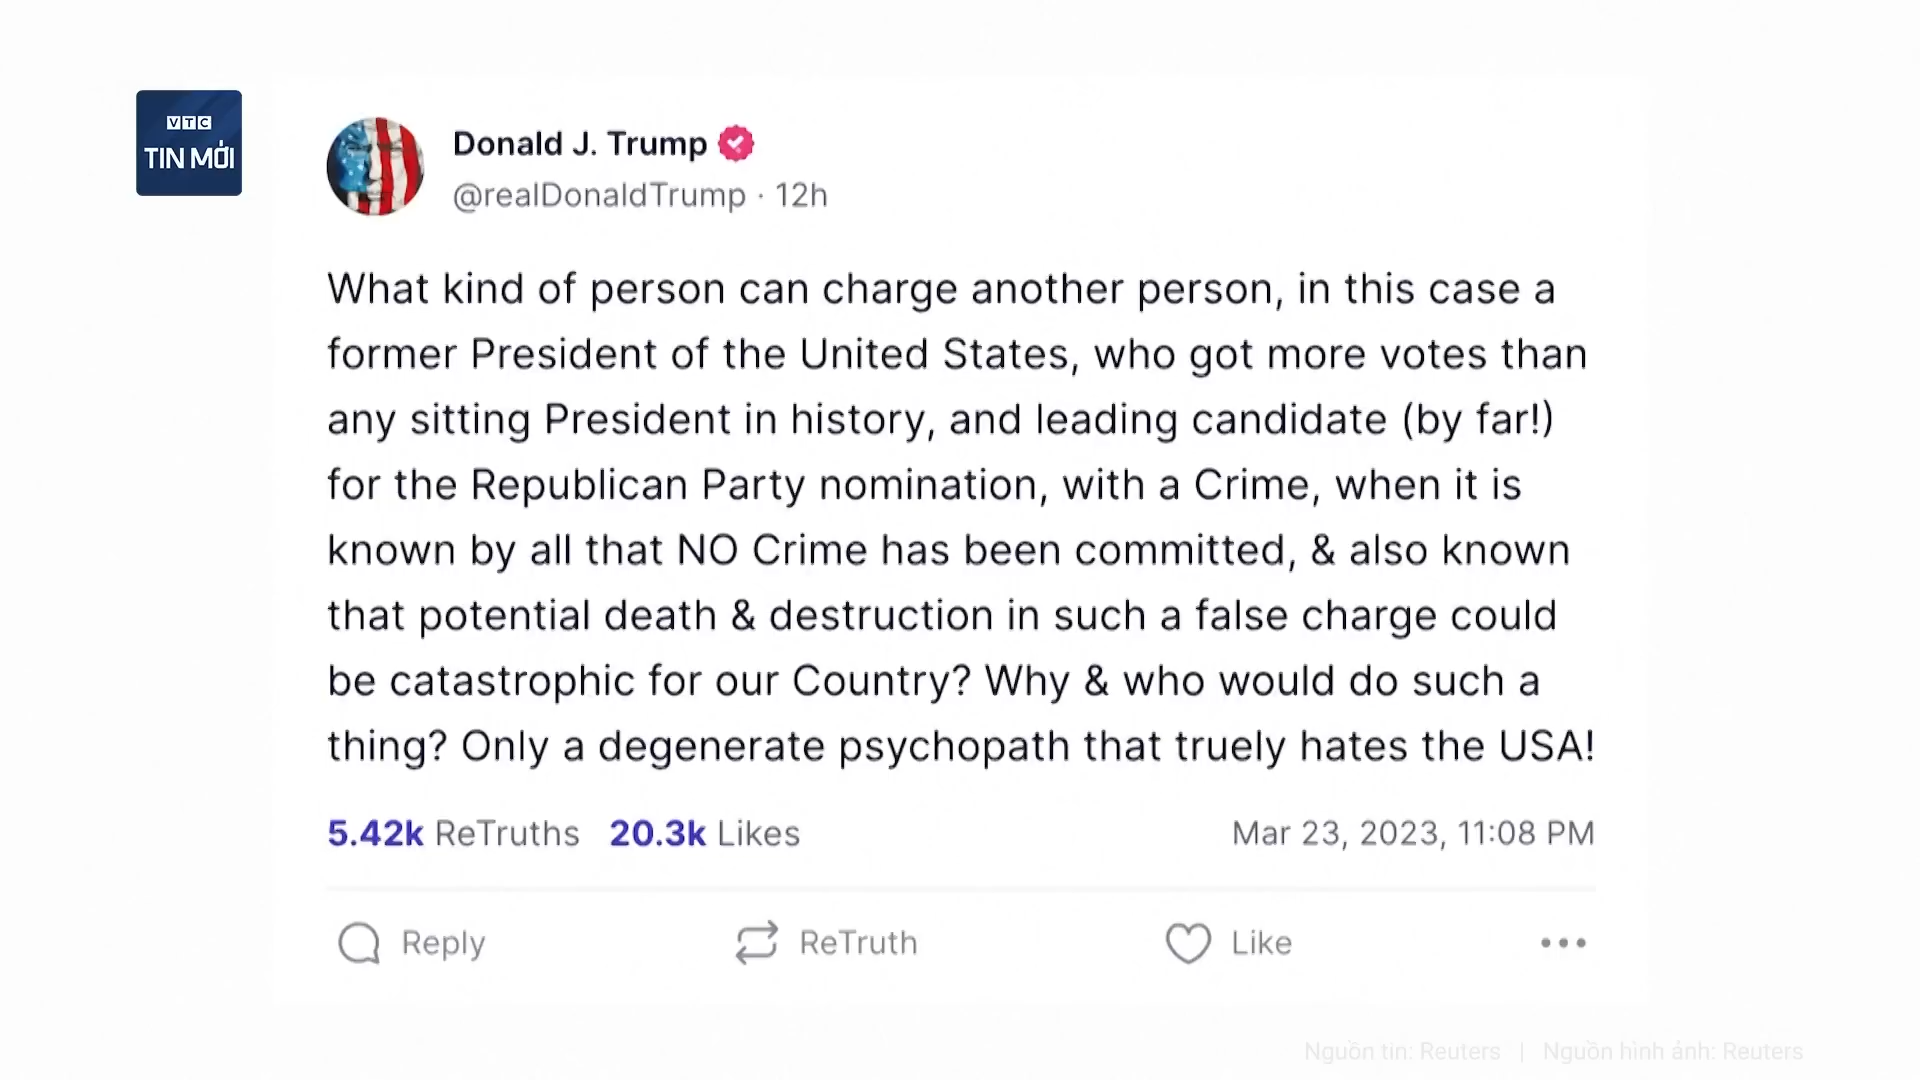 VTC
TIN MỚI
Donald J. Trump
@realDonaldTrump · 12h
What kind of person can charge another person, in this case a
former President of the United States, who got more votes than
any sitting President in history, and leading candidate (by far!)
for the Republican Party nomination, with a Crime, when it is
known by all that NO Crime has been committed, & also known
that potential death & destruction in such a false charge could
be catastrophic for our Country? Why & who would do such a
thing? Only a degenerate psychopath that truely hates the USA!
5.42k ReTruths 20.3k Likes Mar 23, 2023, 11:08 PM
Reply ReTruth Like
Nguồn tin: Reuters | Nguồn hình ảnh: Reuters